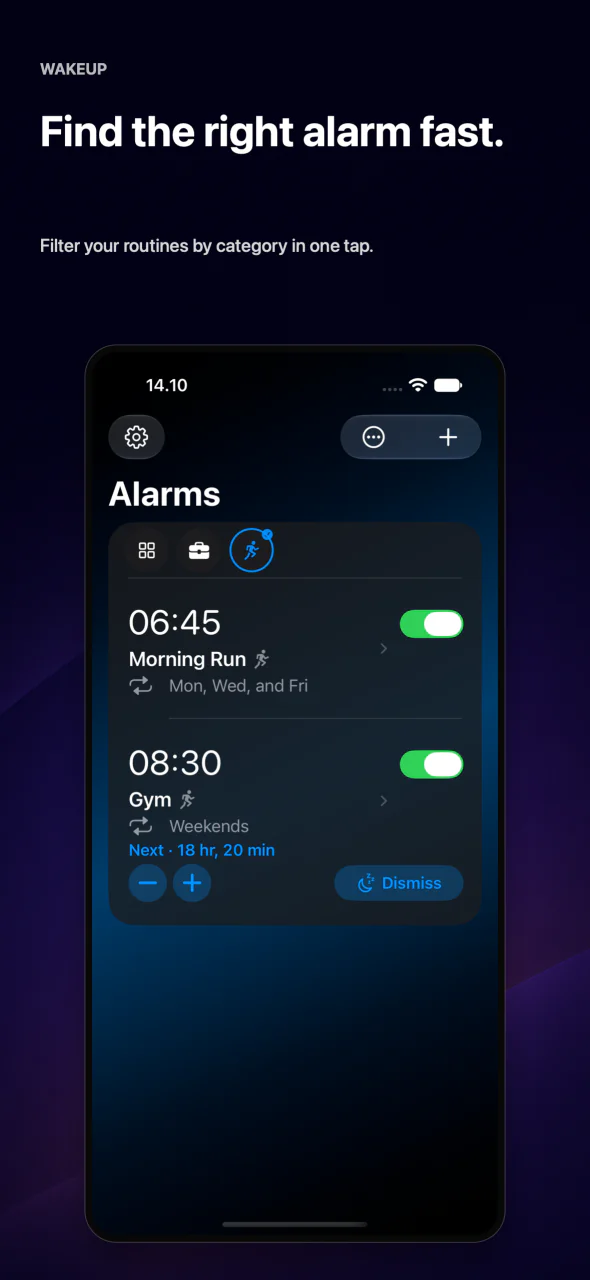 WAKEUP
Find the right alarm fast.
Filter your routines by category in one tap.
14.10
Alarms
06:45
Morning Run
Mon, Wed, and Fri
08:30
Gym
Weekends
Next · 18 hr, 20 min
Dismiss